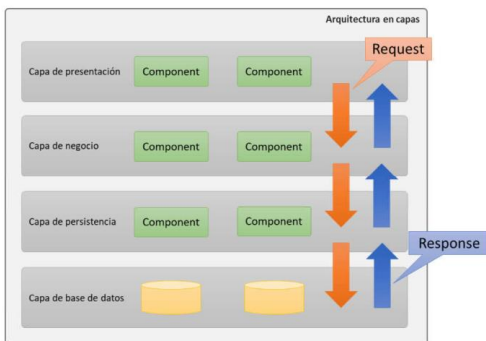 Arquitectura en capas
Request
Capa de presentación
Component
Component
Capa de negocio
Component
Component
Capa de persistencia
Component
Component
Response
Capa de base de datos